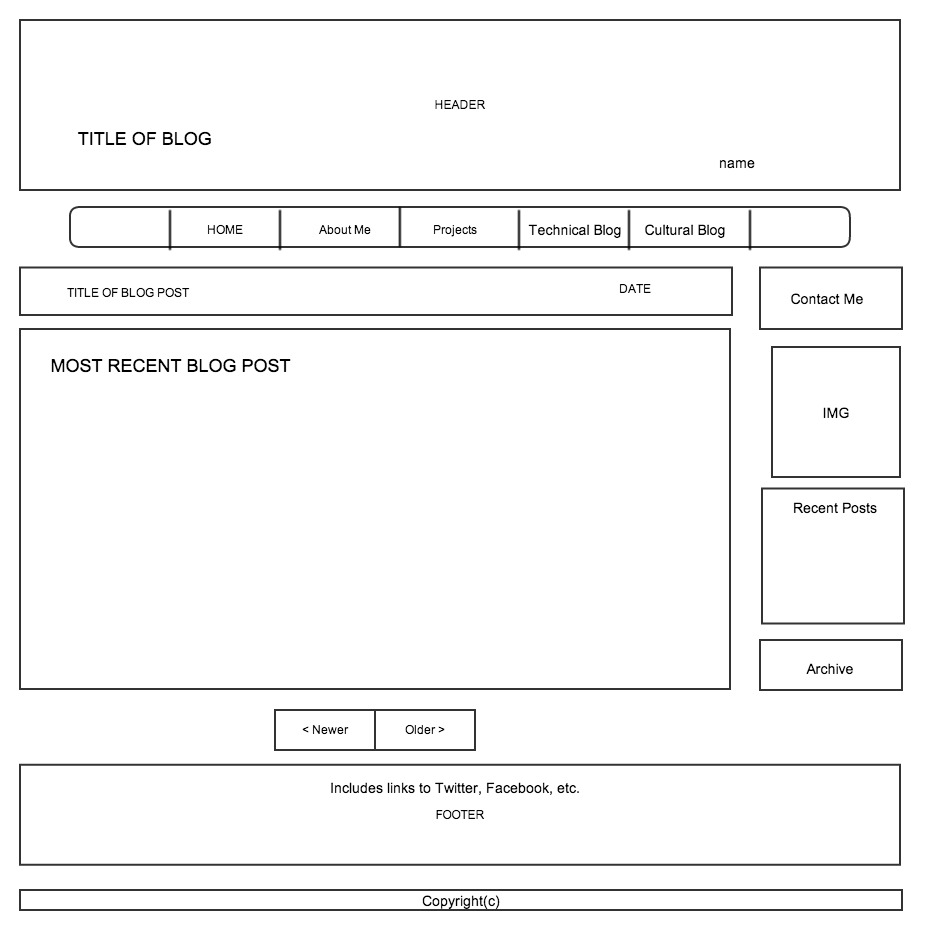 HEADER
TITLE OF BLOG
name
HOME
About Me
Projects
Technical Blog
Cultural Blog
TITLE OF BLOG POST
DATE
Contact Me
MOST RECENT BLOG POST
IMG
Recent Posts
Archive
< Newer
Older >
Includes links to Twitter, Facebook, etc.
FOOTER
Copyright(c)